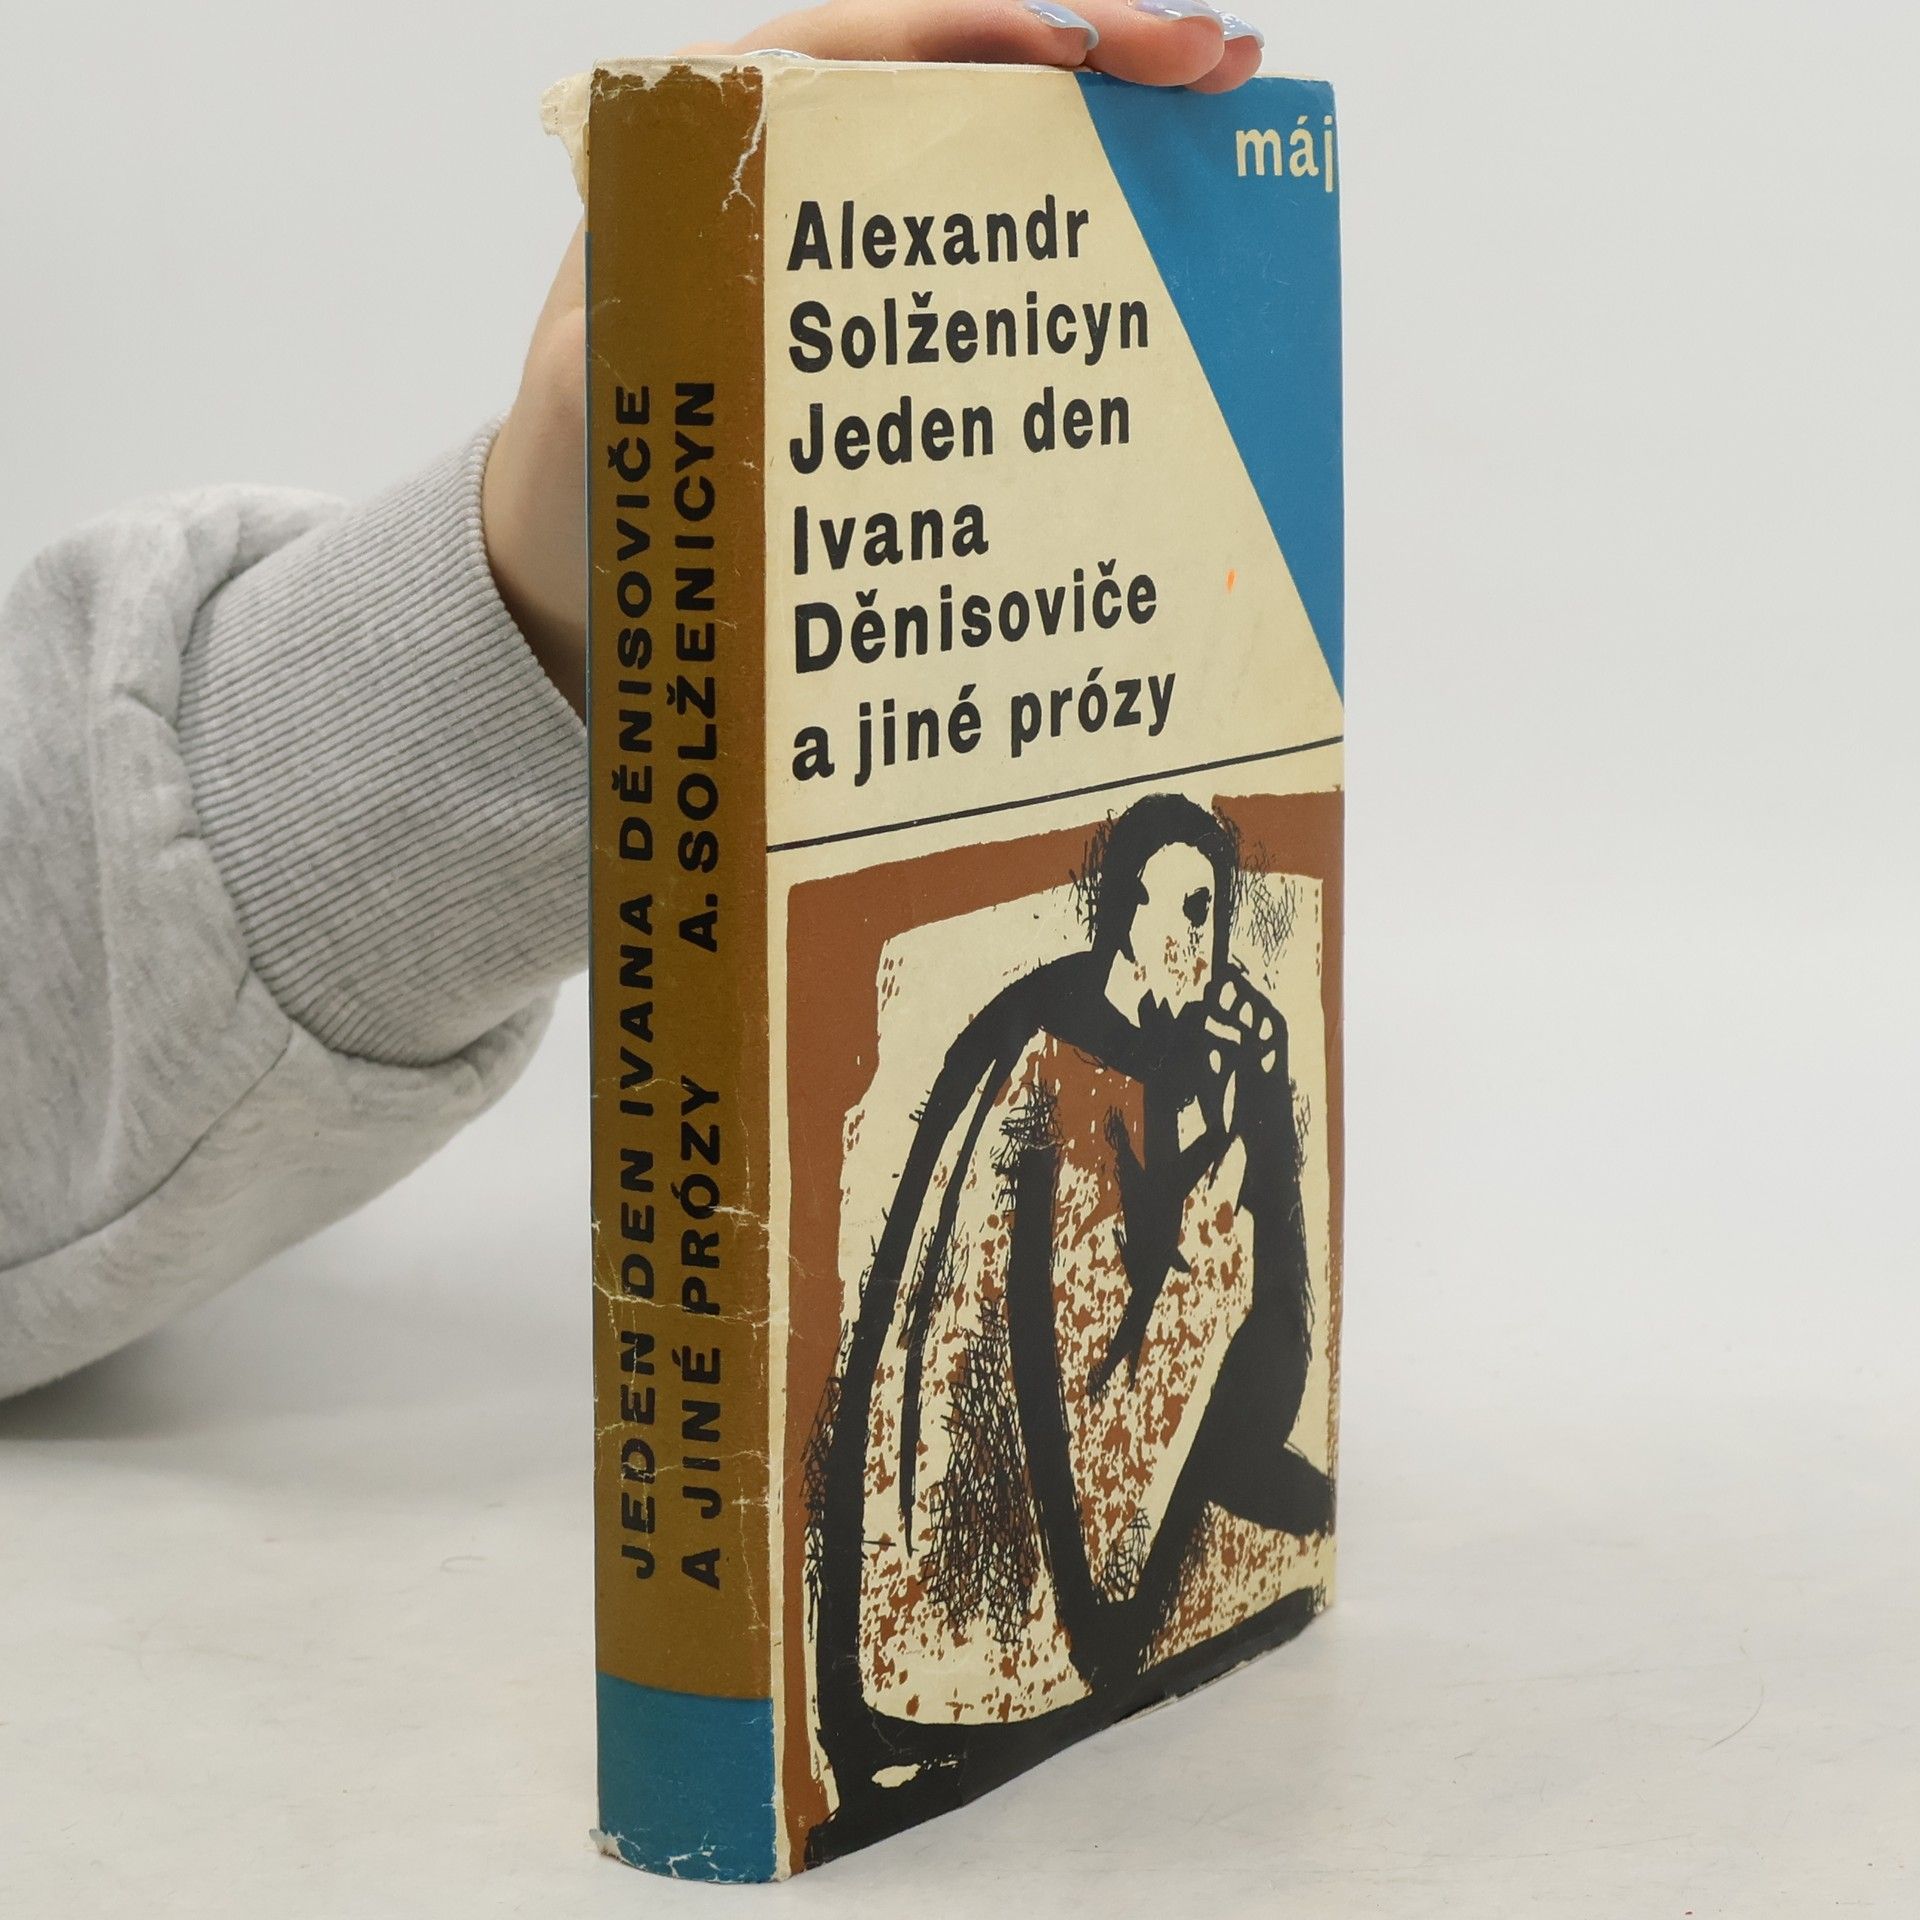 máj
Alexandr
Solženicyn
Jeden den
Ivana
Děnisoviče
a jiné prózy
JEDEN DEN IVANA DĚNISOVIČE
A JINÉ PRÓZY A. SOLŽENICYN